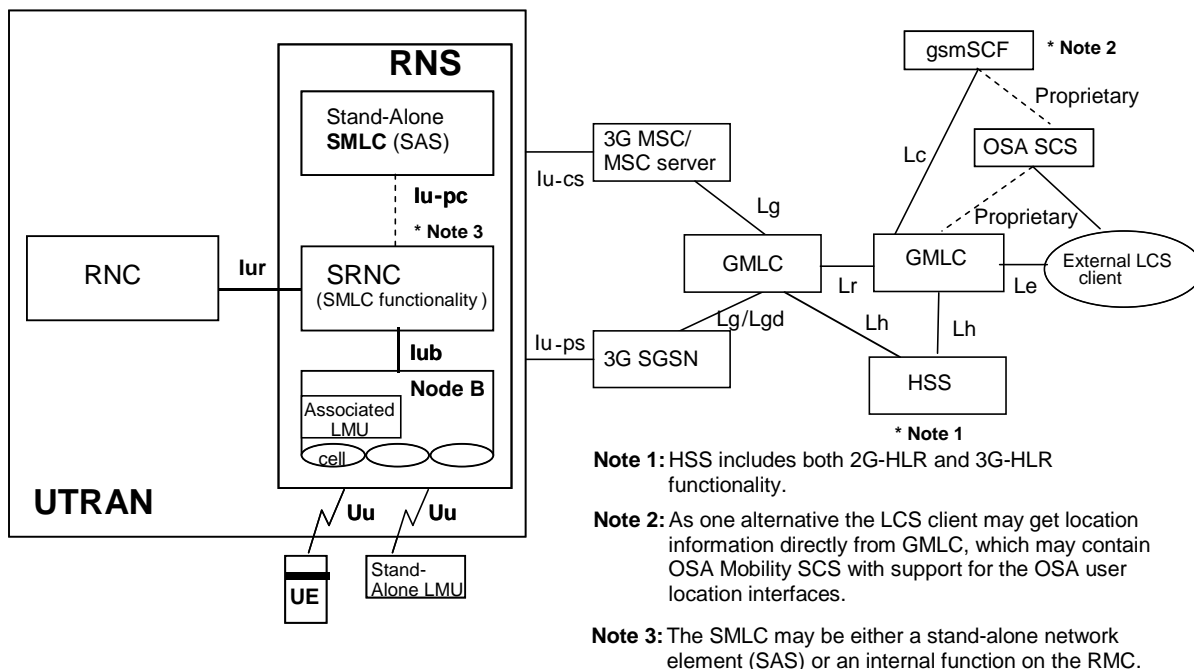 RNS
Stand-Alone
SMLC (SAS)
Iu-pc
* Note 3
RNC
Iur
SRNC
(SMLC functionality )
Iub
Node B
Associated
LMU
cell
UTRAN
Uu
Uu
UE
Stand-
Alone LMU
Iu-cs
3G MSC/
MSC server
Lg
Iu-ps
3G SGSN
Lg/Lgd
GMLC
Lr
Lh
gsmSCF
* Note 2
Proprietary
Lc
OSA SCS
Proprietary
GMLC
Le
External LCS
client
Lh
HSS
* Note 1
Note 1: HSS includes both 2G-HLR and 3G-HLR
functionality.
Note 2: As one alternative the LCS client may get location
information directly from GMLC, which may contain
OSA Mobility SCS with support for the OSA user
location interfaces.
Note 3: The SMLC may be either a stand-alone network
element (SAS) or an internal function on the RMC.